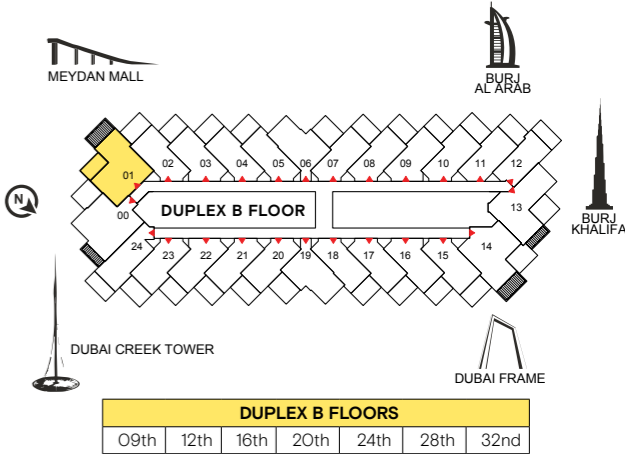 MEYDAN MALL
BURJ
AL ARAB
01 02 03 04 05 06 07 08 09 10 11 12
N
00 DUPLEX B FLOOR 13
BURJ
KHALIFA
24 23 22 21 20 19 18 17 16 15 14
DUBAI CREEK TOWER
DUBAI FRAME
DUPLEX B FLOORS
09th 12th 16th 20th 24th 28th 32nd